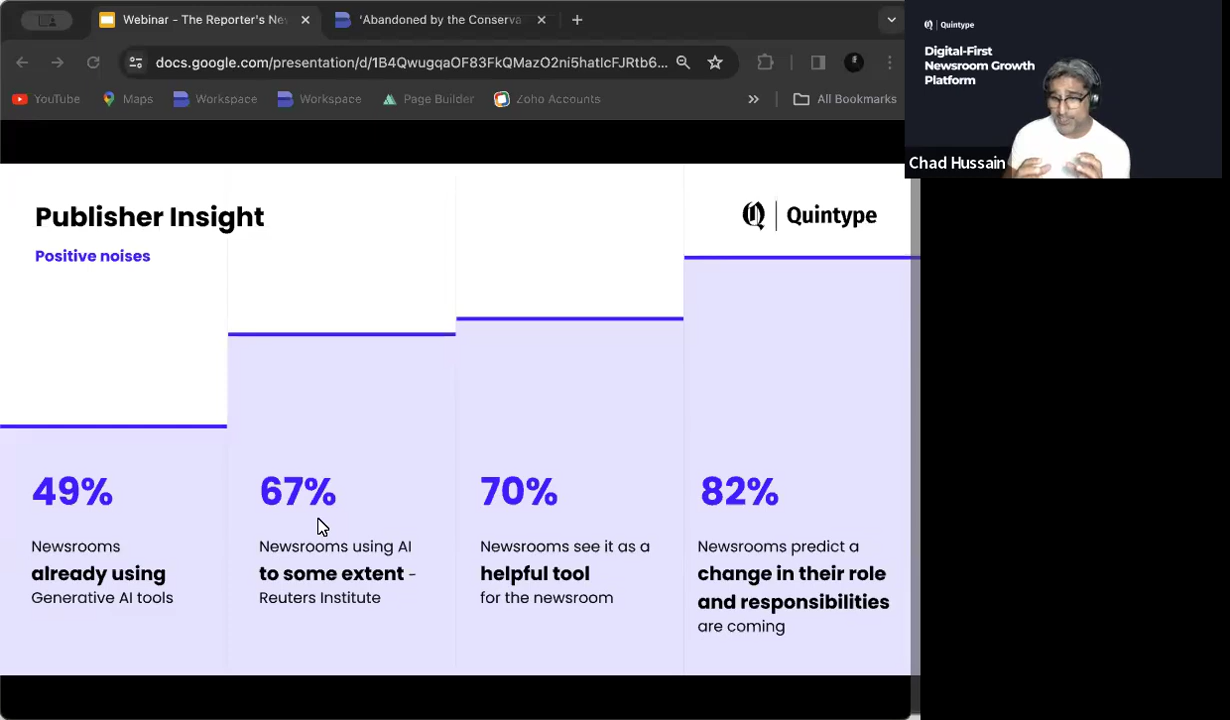 Webinar - The Reporter's Ne
'Abandoned by the Conserva
docs.google.com/presentation/d/1B4QwugqaOF83FkQMazO2ni5hatIcFJRtb6...
YouTube
Maps
Workspace
Workspace
Page Builder
Zoho Accounts
All Bookmarks
Quintype
Digital-First
Newsroom Growth
Platform
Chad Hussain
Publisher Insight
Positive noises
Quintype
49%
Newsrooms
already using
Generative AI tools
67%
Newsrooms using AI
to some extent -
Reuters Institute
70%
Newsrooms see it as a
helpful tool
for the newsroom
82%
Newsrooms predict a
change in their role
and responsibilities
are coming